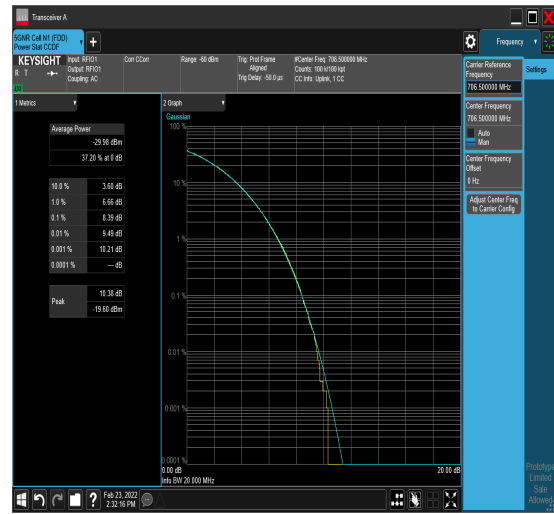 Transceiver A
5GNR Cell N1 (FDD)
Power Stat CCDF
Frequency
KEYSIGHT
R T
Input: RFIO1
Output: RFIO1
Coupling: AC
Corr CCorr
Range: -60 dBm
Trig: Prot Frame
Aligned
Trig Delay: -50.0 µs
#Center Freq: 706.500000 MHz
Counts: 100 k/100 kpt
CC Info: Uplink, 1 CC
1 Metrics
Average Power
-29.98 dBm
37.20 % at 0 dB
10.0 % 3.60 dB
1.0 % 6.66 dB
0.1 % 8.39 dB
0.01 % 9.49 dB
0.001 % 10.21 dB
0.0001 % --- dB
Peak
10.38 dB
-19.60 dBm
2 Graph
Gaussian
100 %
10 %
1 %
0.1 %
0.01 %
0.001 %
0.0001 %
0.00 dB
20.00 dB
Info BW 20.000 MHz
Carrier Reference
Frequency
706.500000 MHz
Center Frequency
706.500000 MHz
Auto
Man
Center Frequency
Offset
0 Hz
Adjust Center Freq
to Carrier Config
Settings
Prototype
Limited
Sale
Allowed
Feb 23, 2022
2:32:16 PM